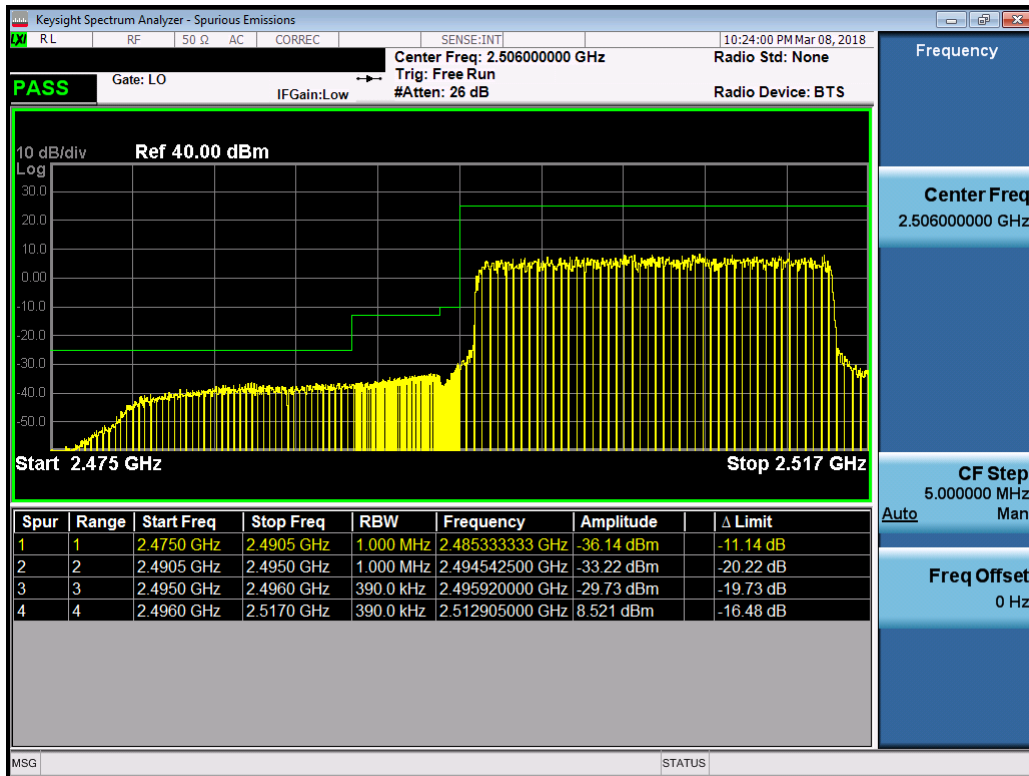 Keysight Spectrum Analyzer - Spurious Emissions
LXI RL RF 50 Ω AC CORREC SENSE:INT 10:24:00 PM Mar 08, 2018
Center Freq: 2.506000000 GHz Radio Std: None
Gate: LO Trig: Free Run
PASS IFGain:Low #Atten: 26 dB Radio Device: BTS
10 dB/div Ref 40.00 dBm
Log
30.0
20.0
10.0
0.00
-10.0
-20.0
-30.0
-40.0
-50.0
Start 2.475 GHz Stop 2.517 GHz
Spur Range Start Freq Stop Freq RBW Frequency Amplitude Δ Limit
1 1 2.4750 GHz 2.4905 GHz 1.000 MHz 2.485333333 GHz -36.14 dBm -11.14 dB
2 2 2.4905 GHz 2.4950 GHz 1.000 MHz 2.494542500 GHz -33.22 dBm -20.22 dB
3 3 2.4950 GHz 2.4960 GHz 390.0 kHz 2.495920000 GHz -29.73 dBm -19.73 dB
4 4 2.4960 GHz 2.5170 GHz 390.0 kHz 2.512905000 GHz 8.521 dBm -16.48 dB
Frequency
Center Freq
2.506000000 GHz
CF Step
5.000000 MHz
Auto Man
Freq Offset
0 Hz
MSG STATUS